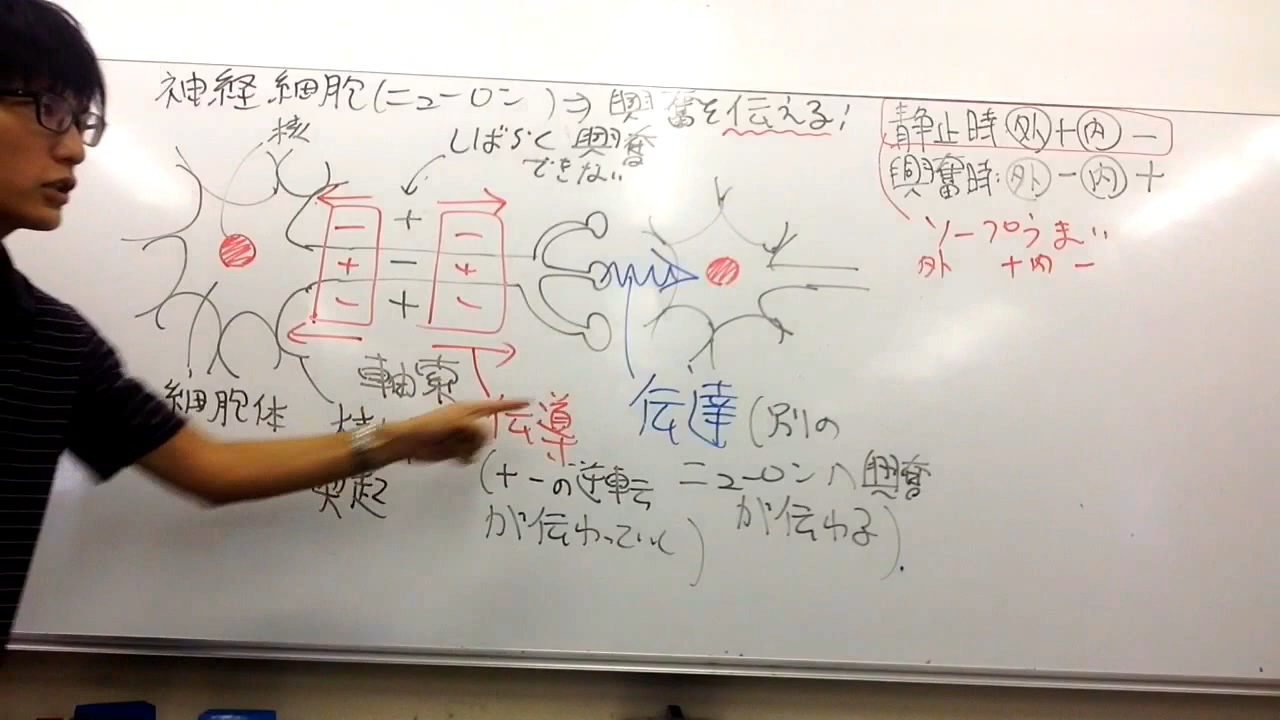 神経細胞(ニューロン)⇒興奮を伝える!
核
しばらく興奮
できない
静止時 外+内−
興奮時:外−内+
ソープうまい
外 +内−
− + −
+ − +
− + −
細胞体
軸索
突起
伝導
(+−の逆転
が伝わっていく)
伝達(別の
ニューロンへ興奮
が伝わる).